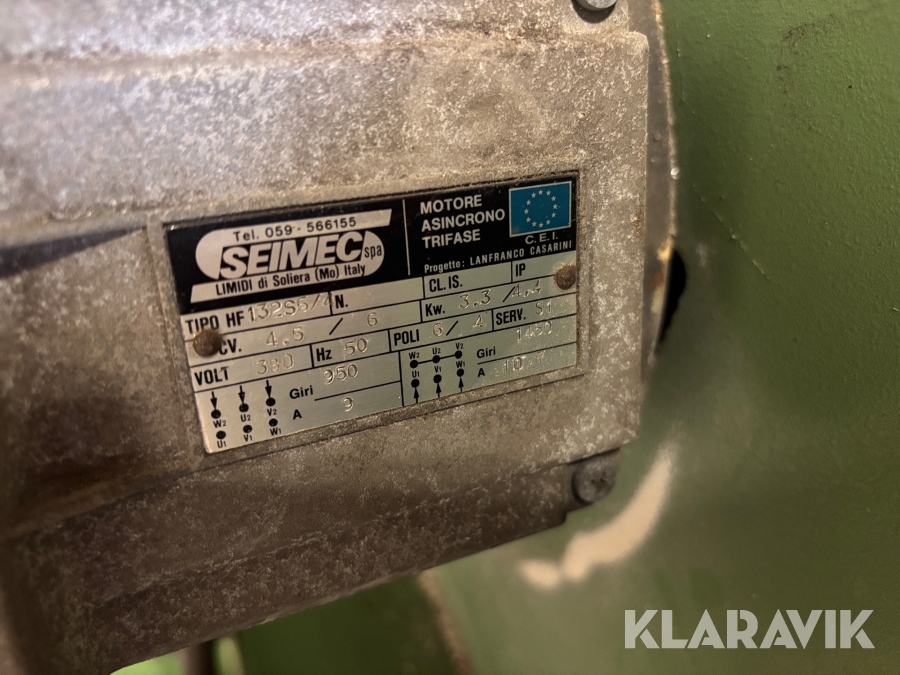 Tel. 059-566155
SEIMEC spa
LIMIDI di Soliera (Mo) Italy
MOTORE
ASINCRONO
TRIFASE
C.E.I.
Progetto: LANFRANCO CASARINI
TIPO HF 132S6/4 N. CL.IS. IP
CV. 4.5 / 6 Kw. 3.3 /4.4
VOLT 380 Hz 50 POLI 6/ 4 SERV. S1
Giri 950
A 9
W2 U2 V2
U1 V1 W1
W2 U2 V2
U1 V1 W1
Giri 1450
A
KLARAVIK